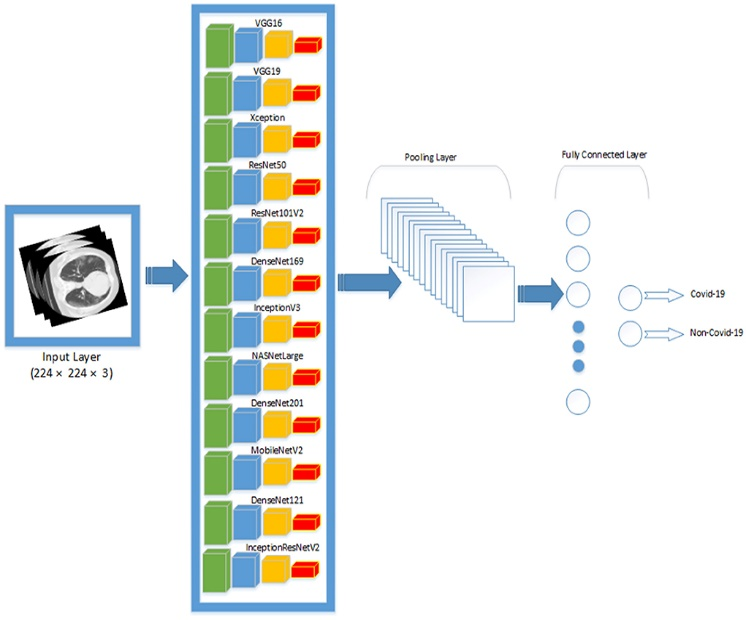 VGG16
VGG19
Xception
ResNet50
ResNet101V2
DenseNet169
InceptionV3
NASNetLarge
DenseNet201
MobileNetV2
DenseNet121
InceptionResNetV2
Input Layer
(224 × 224 × 3)
Pooling Layer
Fully Connected Layer
Covid-19
Non-Covid-19